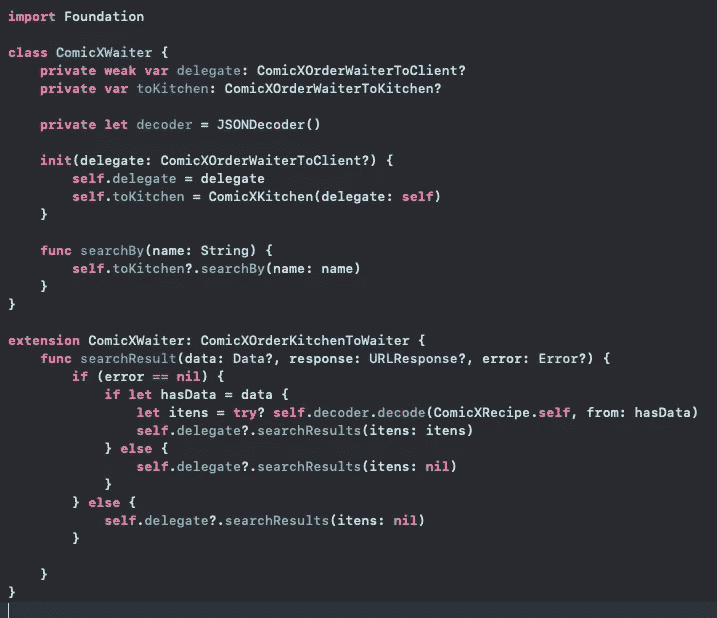 import Foundation
class ComicXWaiter {
    private weak var delegate: ComicXOrderWaiterToClient?
    private var toKitchen: ComicXOrderWaiterToKitchen?
    private let decoder = JSONDecoder()
    init(delegate: ComicXOrderWaiterToClient?) {
        self.delegate = delegate
        self.toKitchen = ComicXKitchen(delegate: self)
    }
    func searchBy(name: String) {
        self.toKitchen?.searchBy(name: name)
    }
}
extension ComicXWaiter: ComicXOrderKitchenToWaiter {
    func searchResult(data: Data?, response: URLResponse?, error: Error?) {
        if (error == nil) {
            if let hasData = data {
                let itens = try? self.decoder.decode(ComicXRecipe.self, from: hasData)
                self.delegate?.searchResults(itens: itens)
            } else {
                self.delegate?.searchResults(itens: nil)
            }
        } else {
            self.delegate?.searchResults(itens: nil)
        }
    }
}